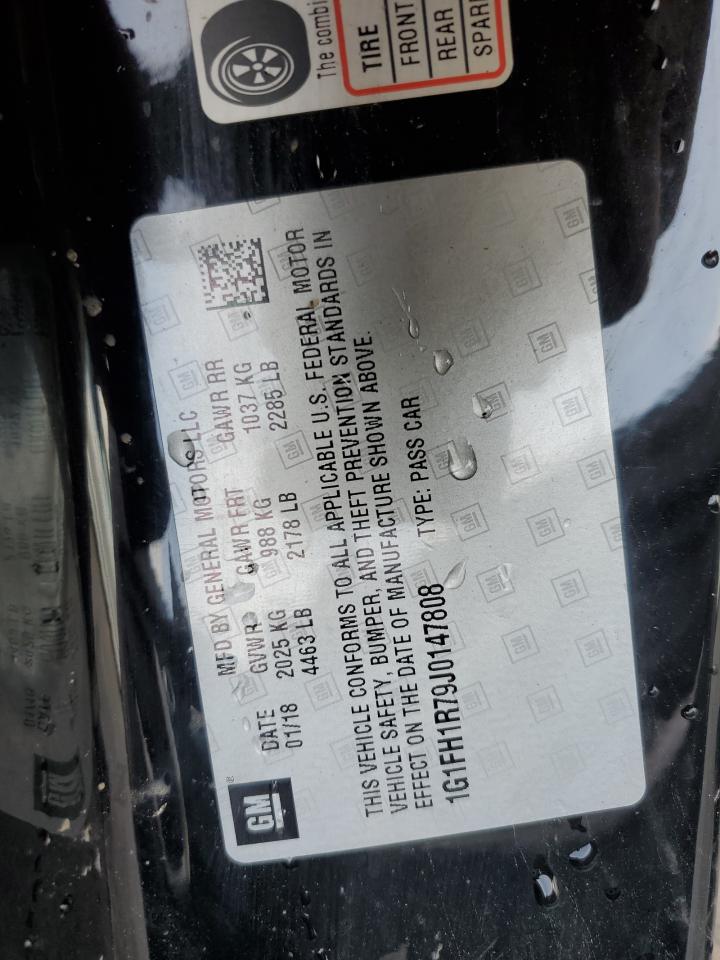 GM
MFD BY GENERAL MOTORS LLC
DATE GVWR GAWR FRT GAWR RR
01/18 2025 KG 988 KG 1037 KG
4463 LB 2178 LB 2285 LB
THIS VEHICLE CONFORMS TO ALL APPLICABLE U.S. FEDERAL MOTOR
VEHICLE SAFETY, BUMPER, AND THEFT PREVENTION STANDARDS IN
EFFECT ON THE DATE OF MANUFACTURE SHOWN ABOVE.
1G1FH1R79J0147808 TYPE: PASS CAR
The combi
TIRE
FRONT
REAR
SPAR